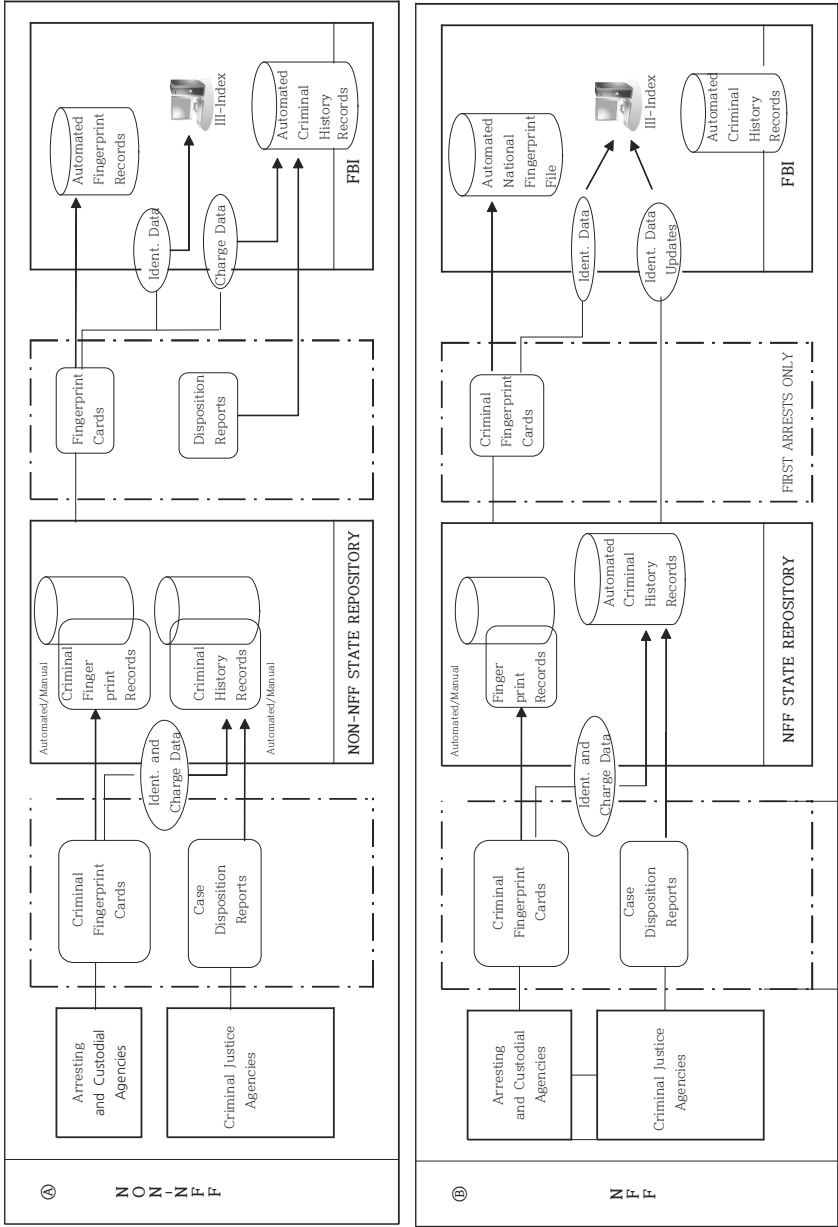 Ⓐ
NON-NFF
Arresting
and Custodial
Agencies
Criminal Justice
Agencies
Criminal
Fingerprint
Cards
Case
Disposition
Reports
Ident. and
Charge Data
Automated/Manual
Criminal
Finger
print
Records
Criminal
History
Records
Automated/Manual
NON-NFF STATE REPOSITORY
Fingerprint
Cards
Disposition
Reports
Ident. Data
Charge Data
Automated
Fingerprint
Records
III-Index
Automated
Criminal
History
Records
FBI
Ⓑ
NFF
Arresting
and Custodial
Agencies
Criminal Justice
Agencies
Criminal
Fingerprint
Cards
Case
Disposition
Reports
Ident. and
Charge Data
Automated/Manual
Finger
print
Records
Automated
Criminal
History
Records
NFF STATE REPOSITORY
Criminal
Fingerprint
Cards
FIRST ARRESTS ONLY
Ident. Data
Ident. Data
Updates
Automated
National
Fingerprint
File
III-Index
Automated
Criminal
History
Records
FBI